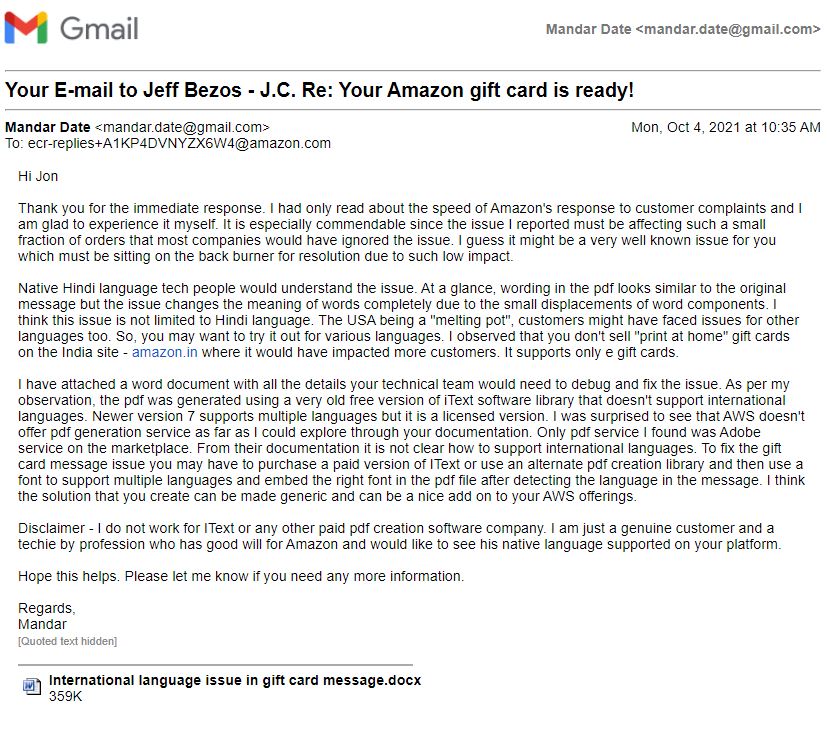 Gmail
Mandar Date <mandar.date@gmail.com>
Your E-mail to Jeff Bezos - J.C. Re: Your Amazon gift card is ready!
Mandar Date <mandar.date@gmail.com>
Mon, Oct 4, 2021 at 10:35 AM
To: ecr-replies+A1KP4DVNYZX6W4@amazon.com
Hi Jon
Thank you for the immediate response. I had only read about the speed of Amazon's response to customer complaints and I
am glad to experience it myself. It is especially commendable since the issue I reported must be affecting such a small
fraction of orders that most companies would have ignored the issue. I guess it might be a very well known issue for you
which must be sitting on the back burner for resolution due to such low impact.
Native Hindi language tech people would understand the issue. At a glance, wording in the pdf looks similar to the original
message but the issue changes the meaning of words completely due to the small displacements of word components. I
think this issue is not limited to Hindi language. The USA being a "melting pot", customers might have faced issues for other
languages too. So, you may want to try it out for various languages. I observed that you don't sell "print at home" gift cards
on the India site - amazon.in where it would have impacted more customers. It supports only e gift cards.
I have attached a word document with all the details your technical team would need to debug and fix the issue. As per my
observation, the pdf was generated using a very old free version of iText software library that doesn't support international
languages. Newer version 7 supports multiple languages but it is a licensed version. I was surprised to see that AWS doesn't
offer pdf generation service as far as I could explore through your documentation. Only pdf service I found was Adobe
service on the marketplace. From their documentation it is not clear how to support international languages. To fix the gift
card message issue you may have to purchase a paid version of IText or use an alternate pdf creation library and then use a
font to support multiple languages and embed the right font in the pdf file after detecting the language in the message. I think
the solution that you create can be made generic and can be a nice add on to your AWS offerings.
Disclaimer - I do not work for IText or any other paid pdf creation software company. I am just a genuine customer and a
techie by profession who has good will for Amazon and would like to see his native language supported on your platform.
Hope this helps. Please let me know if you need any more information.
Regards,
Mandar
[Quoted text hidden]
International language issue in gift card message.docx
359K